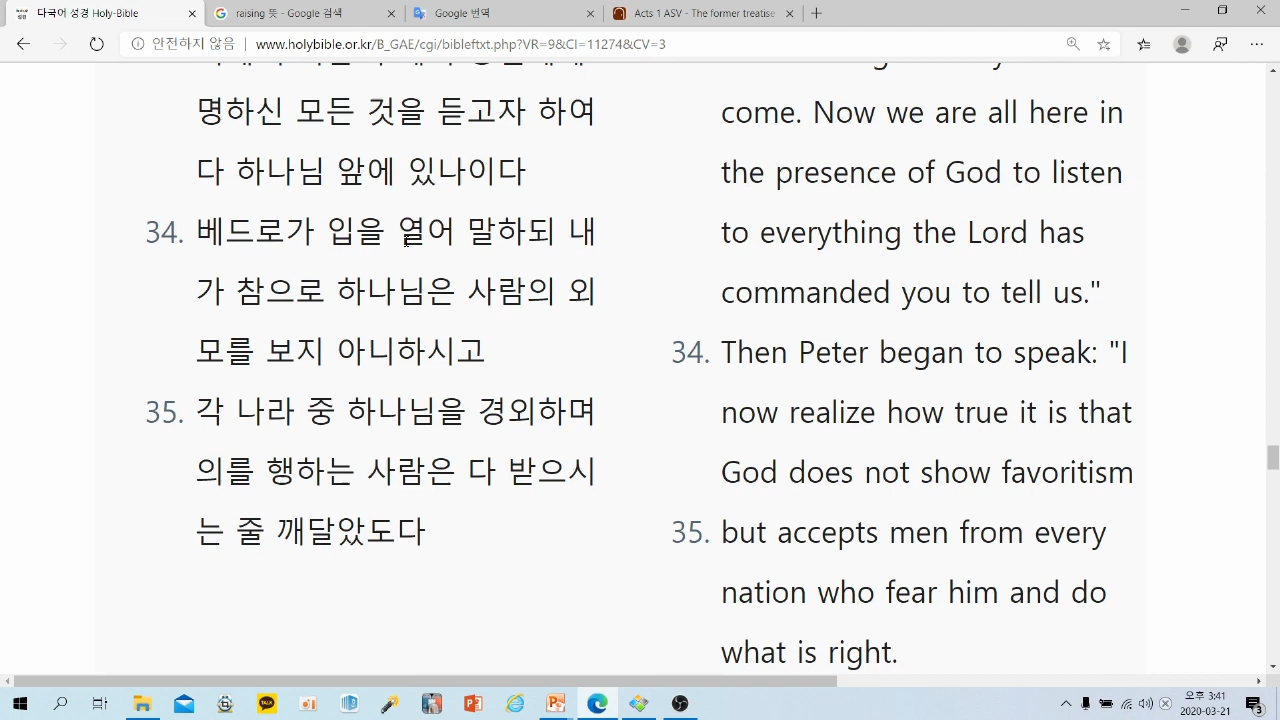 다국어 성경 Holy-Bible
raising 뜻 - Google 검색
Google 번역
Acts 1 ASV - The former treatise
안전하지 않음
www.holybible.or.kr/B_GAE/cgi/bibleftxt.php?VR=9&CI=11274&CV=3
명하신 모든 것을 듣고자 하여
다 하나님 앞에 있나이다
34. 베드로가 입을 열어 말하되 내
가 참으로 하나님은 사람의 외
모를 보지 아니하시고
35. 각 나라 중 하나님을 경외하며
의를 행하는 사람은 다 받으시
는 줄 깨달았도다
come. Now we are all here in
the presence of God to listen
to everything the Lord has
commanded you to tell us."
34. Then Peter began to speak: "I
now realize how true it is that
God does not show favoritism
35. but accepts men from every
nation who fear him and do
what is right.
TALK
오후 3:41
2020-03-21
3